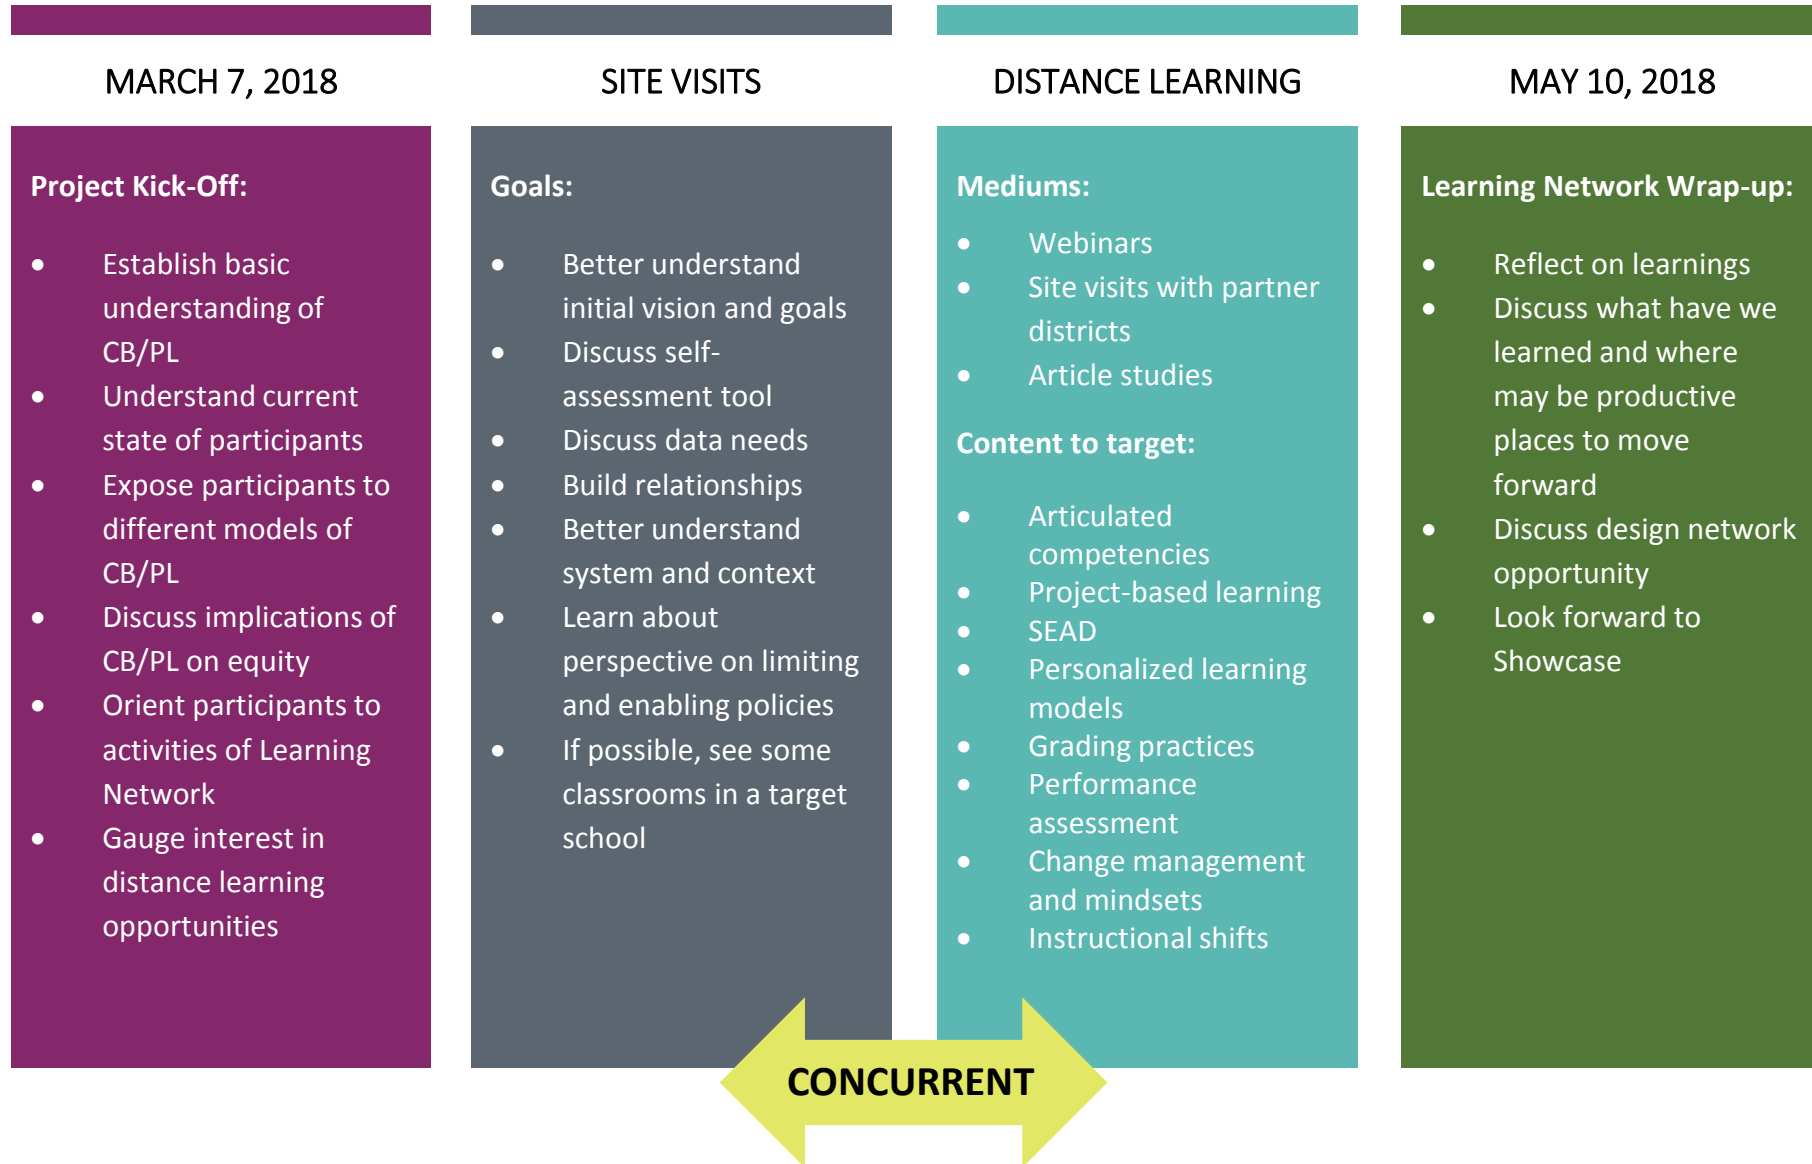 MARCH 7, 2018
Project Kick-Off:
• Establish basic
understanding of
CB/PL
• Understand current
state of participants
• Expose participants to
different models of
CB/PL
• Discuss implications of
CB/PL on equity
• Orient participants to
activities of Learning
Network
• Gauge interest in
distance learning
opportunities
SITE VISITS
Goals:
• Better understand
initial vision and goals
• Discuss self-
assessment tool
• Discuss data needs
• Build relationships
• Better understand
system and context
• Learn about
perspective on limiting
and enabling policies
• If possible, see some
classrooms in a target
school
DISTANCE LEARNING
Mediums:
• Webinars
• Site visits with partner
districts
• Article studies
Content to target:
• Articulated
competencies
• Project-based learning
• SEAD
• Personalized learning
models
• Grading practices
• Performance
assessment
• Change management
and mindsets
• Instructional shifts
MAY 10, 2018
Learning Network Wrap-up:
• Reflect on learnings
• Discuss what have we
learned and where
may be productive
places to move
forward
• Discuss design network
opportunity
• Look forward to
Showcase
CONCURRENT